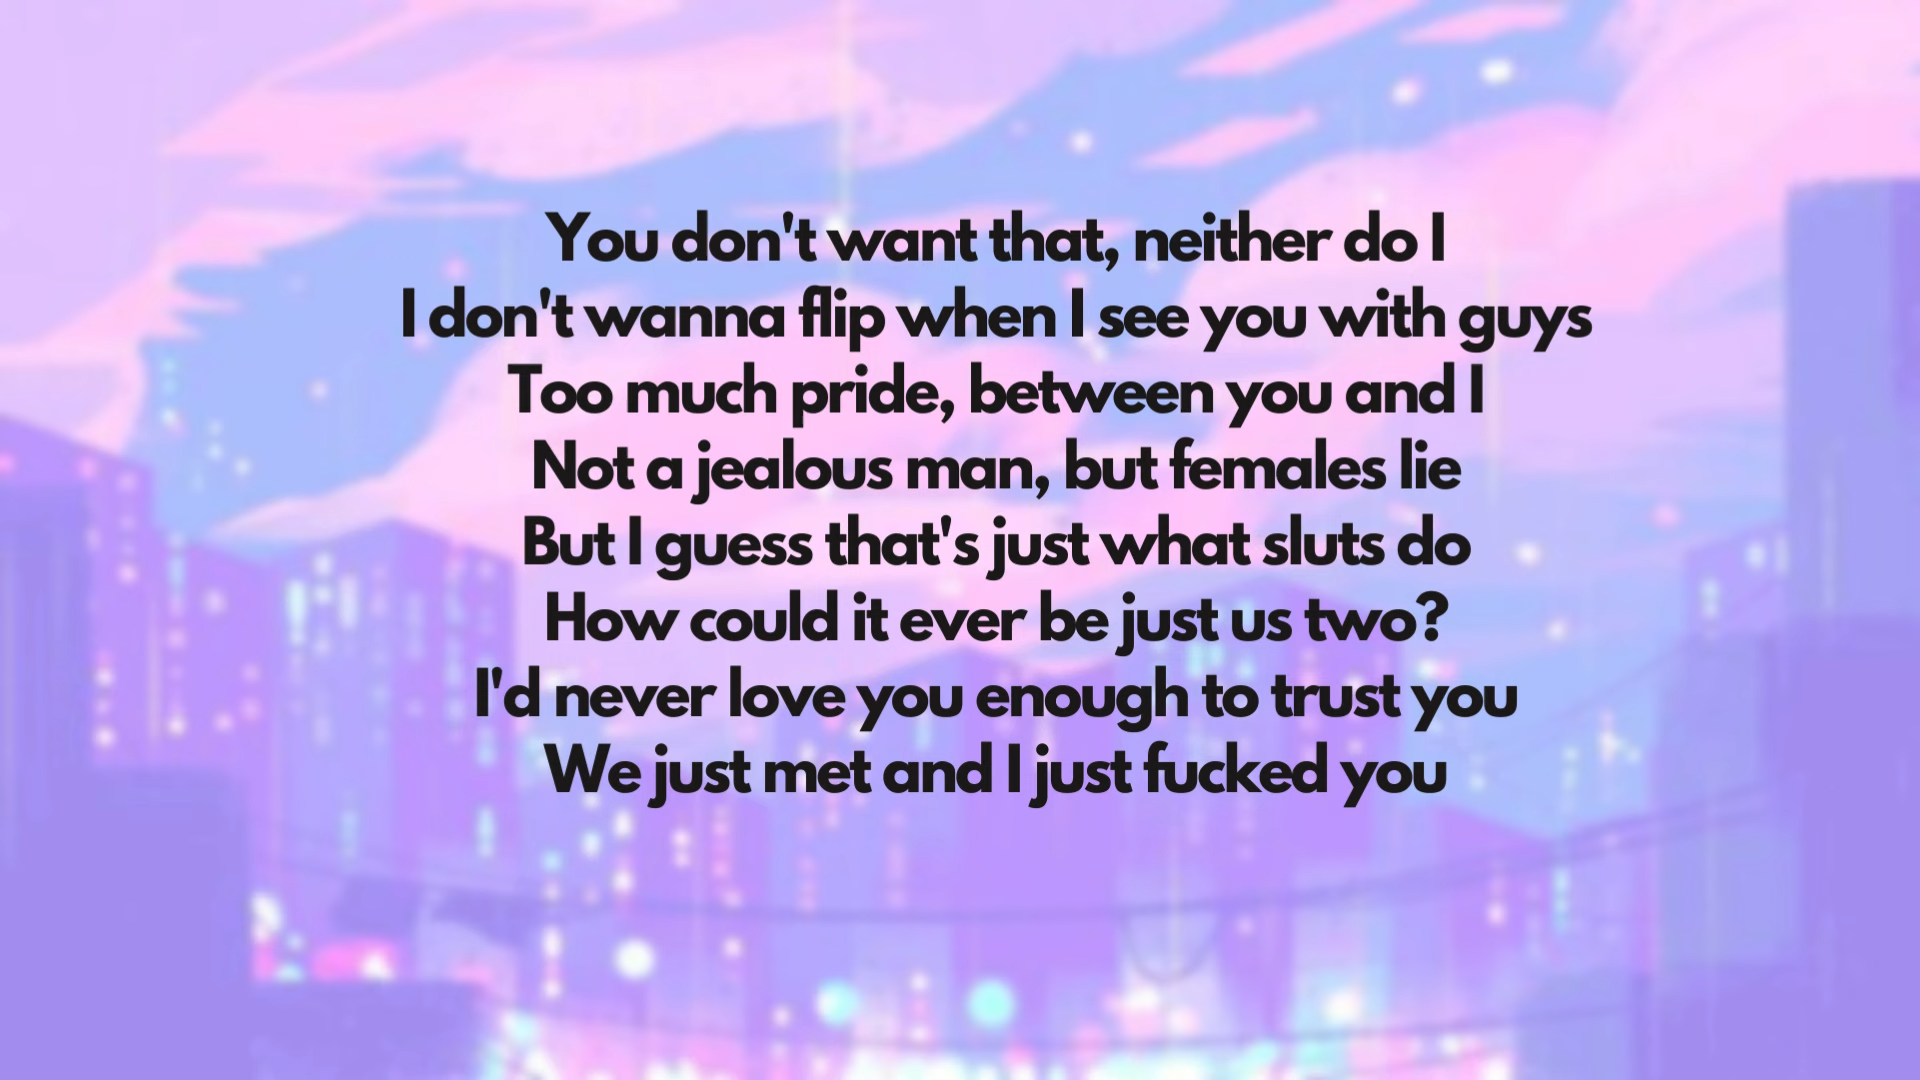 You don't want that, neither do I
I don't wanna flip when I see you with guys
Too much pride, between you and I
Not a jealous man, but females lie
But I guess that's just what sluts do
How could it ever be just us two?
I'd never love you enough to trust you
We just met and I just fucked you